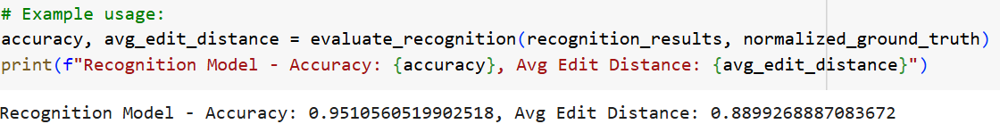 # Example usage:
accuracy, avg_edit_distance = evaluate_recognition(recognition_results, normalized_ground_truth)
print(f"Recognition Model - Accuracy: {accuracy}, Avg Edit Distance: {avg_edit_distance}")
Recognition Model - Accuracy: 0.9510560519902518, Avg Edit Distance: 0.8899268887083672